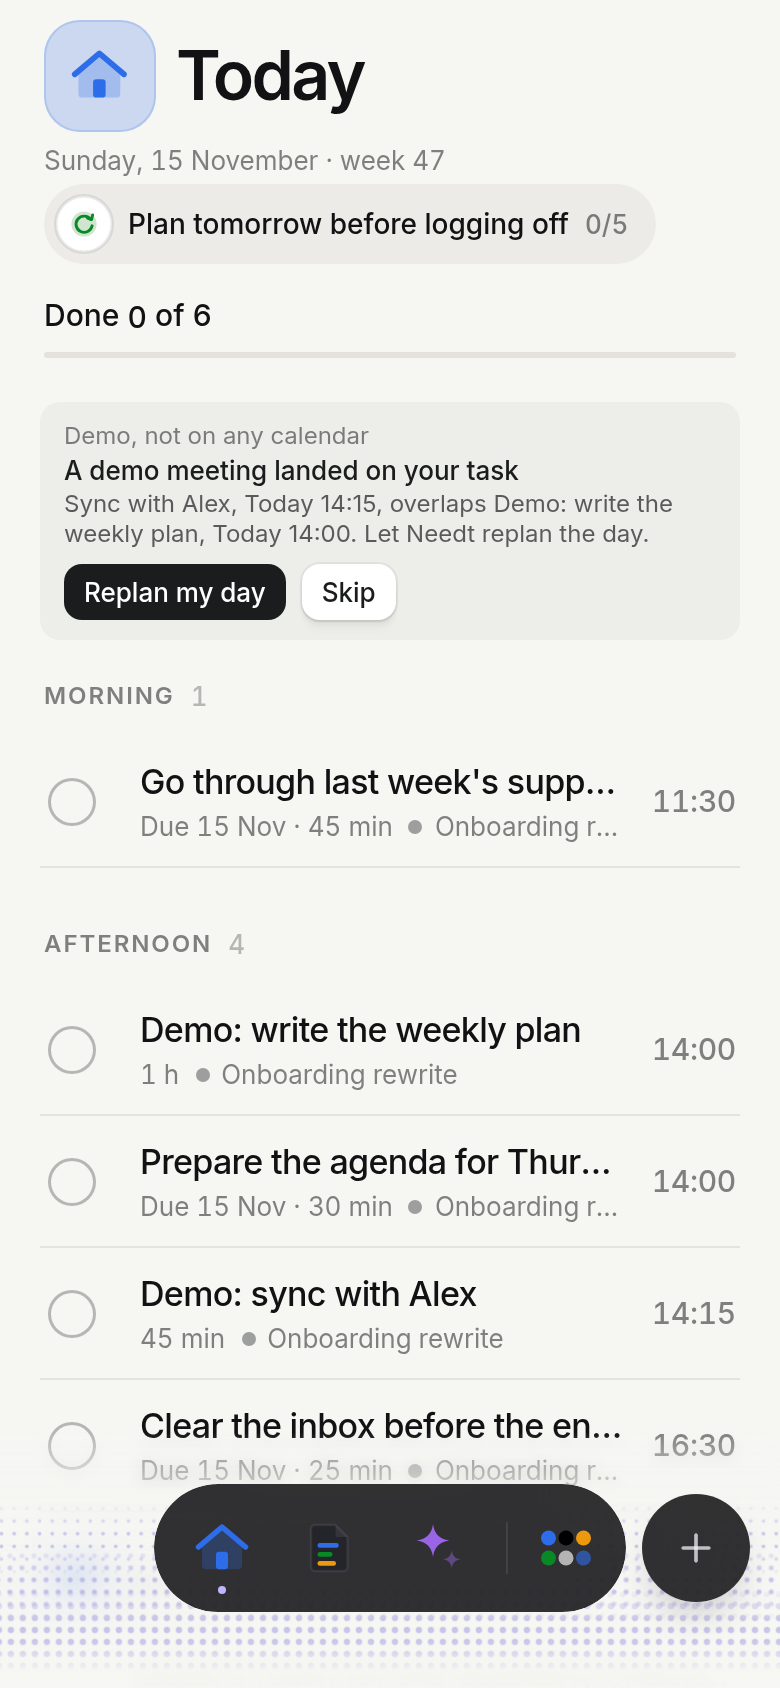 Today
Sunday, 15 November · week 47
Plan tomorrow before logging off 0/5
Done 0 of 6
Demo, not on any calendar
A demo meeting landed on your task
Sync with Alex, Today 14:15, overlaps Demo: write the
weekly plan, Today 14:00. Let Needt replan the day.
Replan my day Skip
MORNING 1
Go through last week's supp...
11:30
Due 15 Nov · 45 min Onboarding r...
AFTERNOON 4
Demo: write the weekly plan
14:00
1 h Onboarding rewrite
Prepare the agenda for Thur...
14:00
Due 15 Nov · 30 min Onboarding r...
Demo: sync with Alex
14:15
45 min Onboarding rewrite
Clear the inbox before the en...
16:30
Due 15 Nov · 25 min Onboarding r...